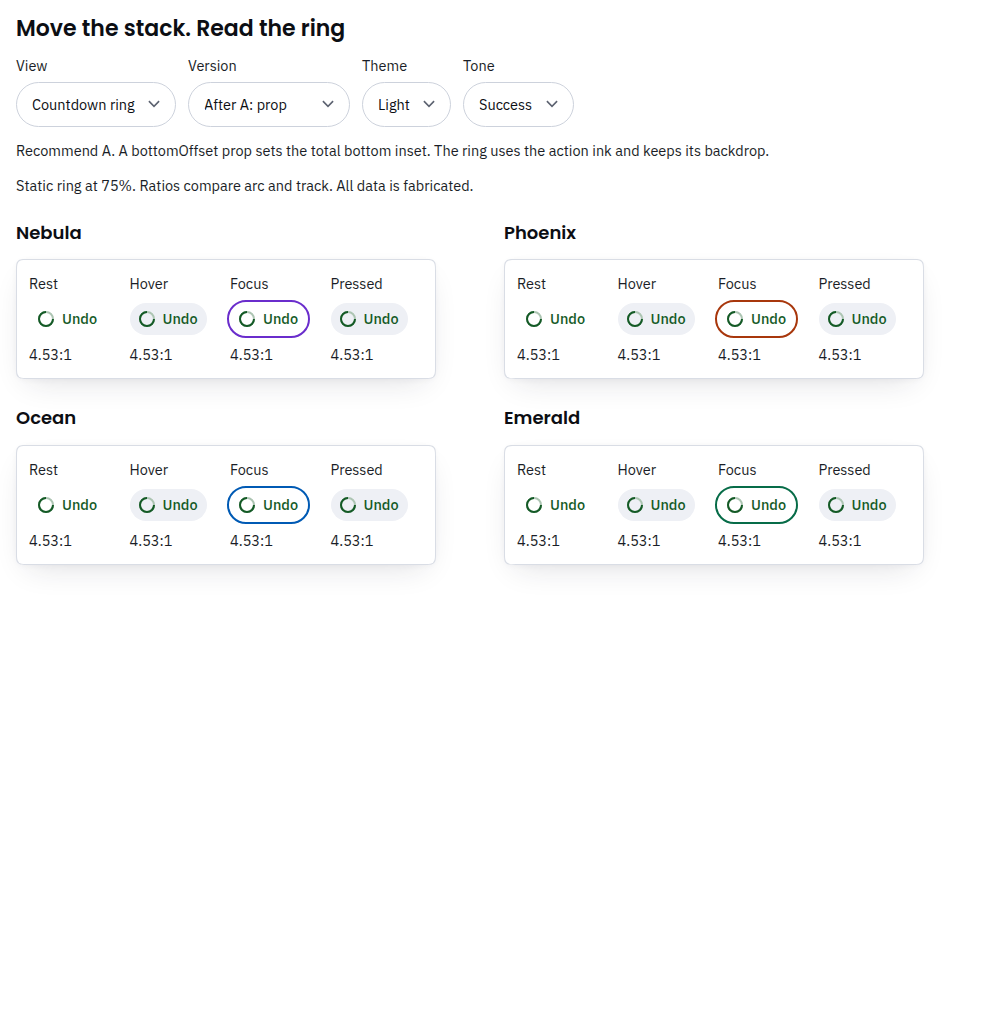 Move the stack. Read the ring
View Version Theme Tone
Countdown ring After A: prop Light Success
Recommend A. A bottomOffset prop sets the total bottom inset. The ring uses the action ink and keeps its backdrop.
Static ring at 75%. Ratios compare arc and track. All data is fabricated.
Nebula
Rest Hover Focus Pressed
Undo Undo Undo Undo
4.53:1 4.53:1 4.53:1 4.53:1
Phoenix
Rest Hover Focus Pressed
Undo Undo Undo Undo
4.53:1 4.53:1 4.53:1 4.53:1
Ocean
Rest Hover Focus Pressed
Undo Undo Undo Undo
4.53:1 4.53:1 4.53:1 4.53:1
Emerald
Rest Hover Focus Pressed
Undo Undo Undo Undo
4.53:1 4.53:1 4.53:1 4.53:1